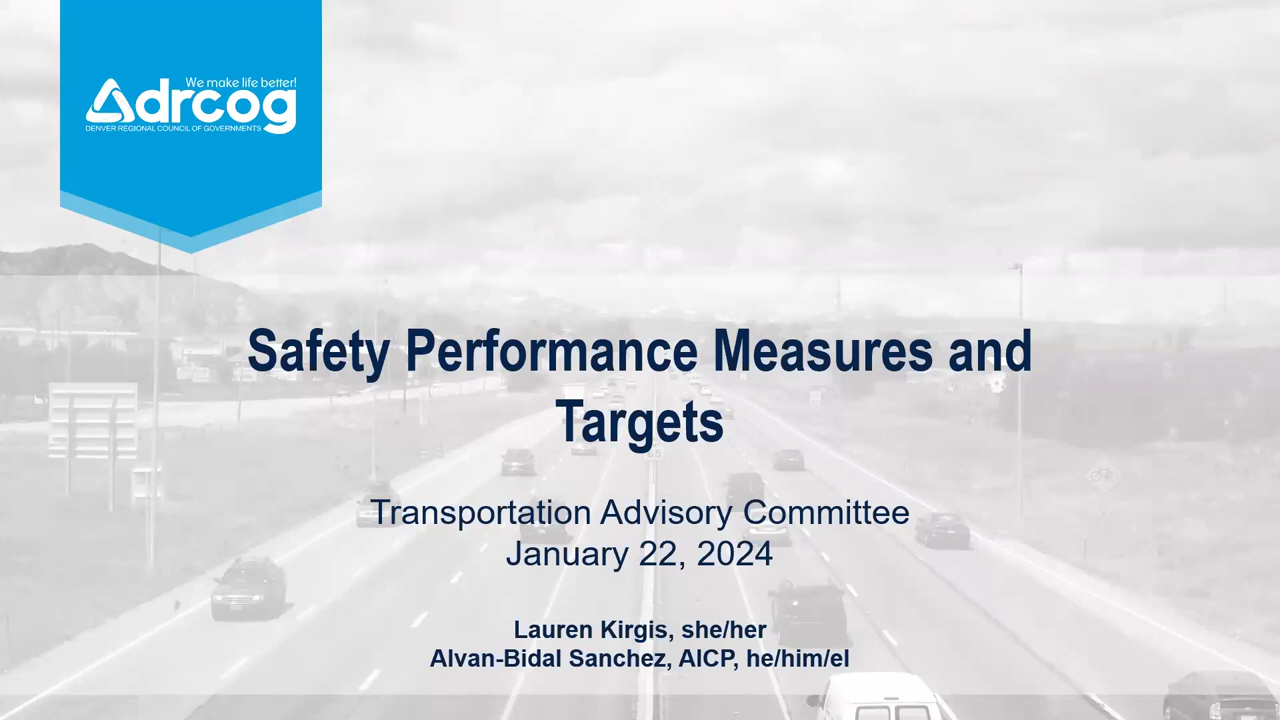 We make life better!
drcog
DENVER REGIONAL COUNCIL OF GOVERNMENTS
Safety Performance Measures and
Targets
Transportation Advisory Committee
January 22, 2024
Lauren Kirgis, she/her
Alvan-Bidal Sanchez, AICP, he/him/el